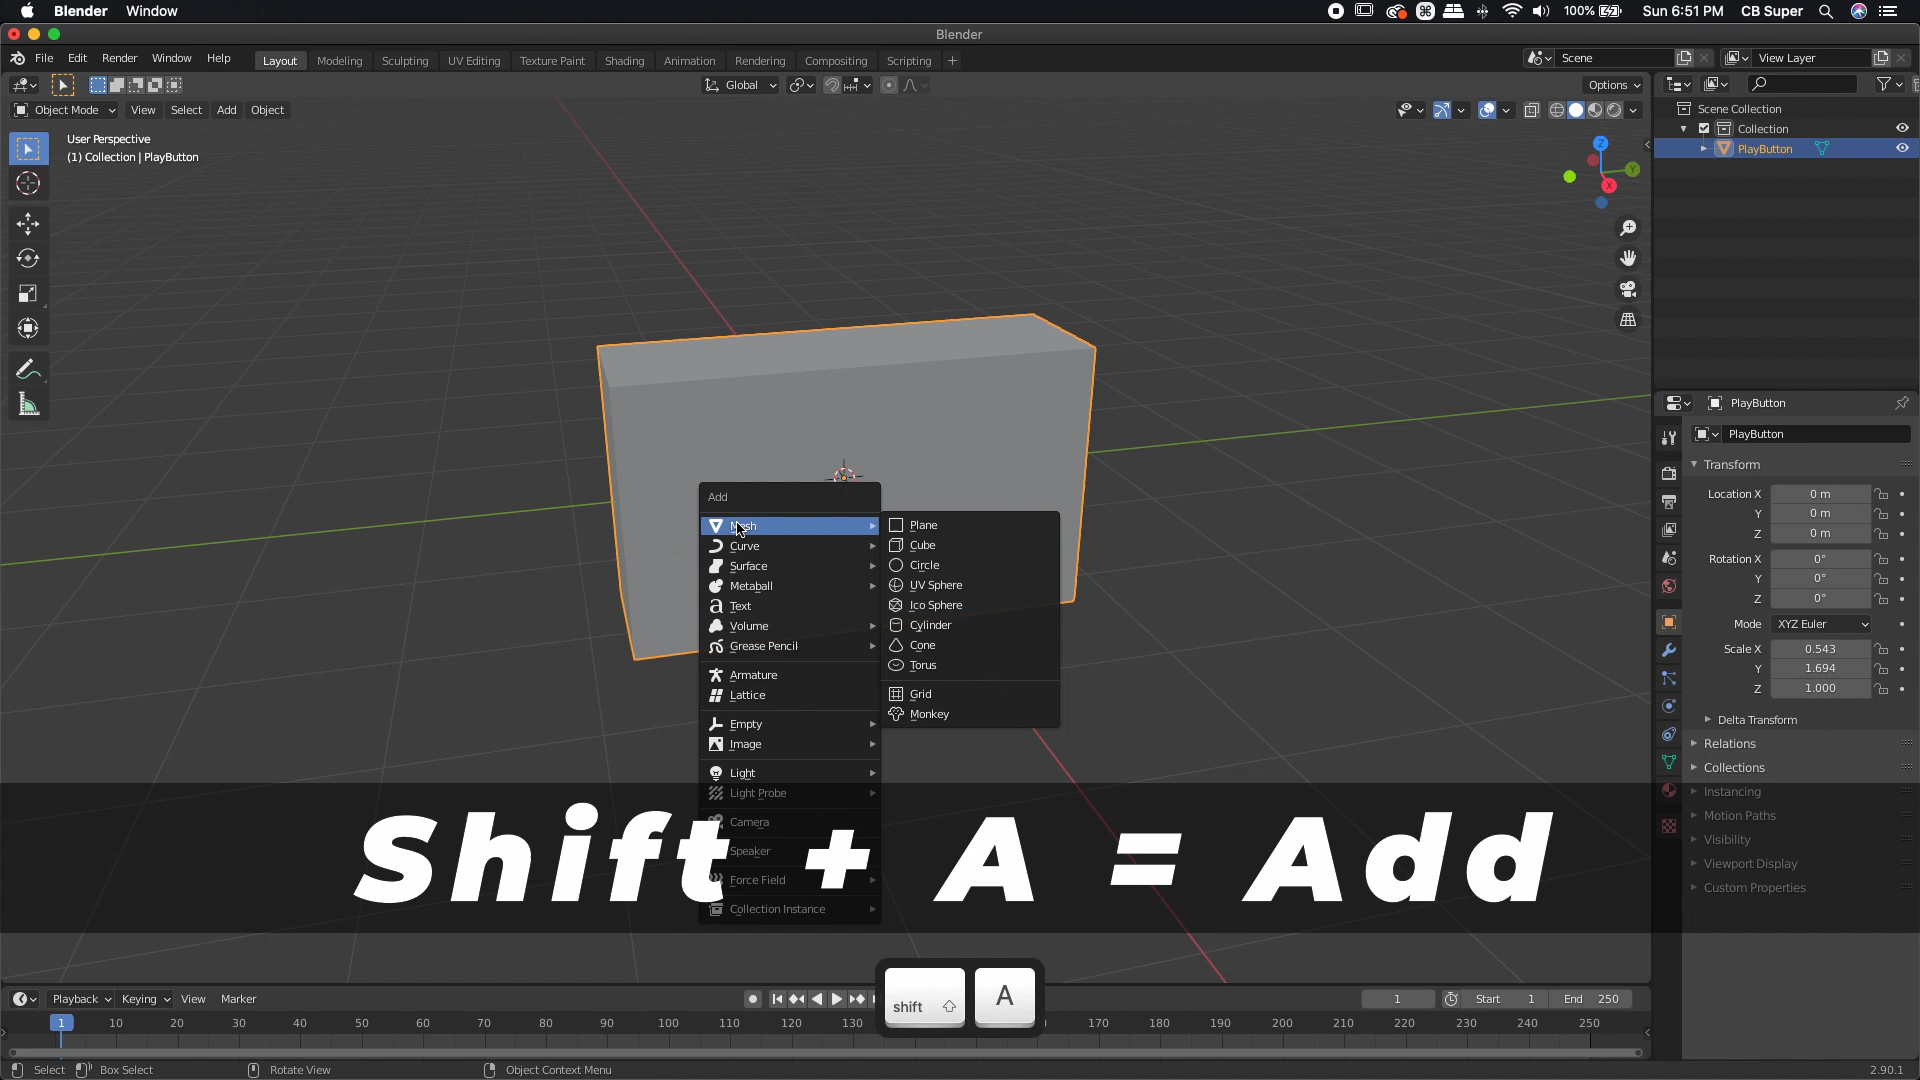 Blender Window 100% Sun 6:51 PM CB Super
Blender
File Edit Render Window Help Layout Modeling Sculpting UV Editing Texture Paint Shading Animation Rendering Compositing Scripting + Scene View Layer
Global Options
Object Mode View Select Add Object
User Perspective
(1) Collection | PlayButton
Z
Y
X
Scene Collection
Collection
PlayButton
PlayButton
PlayButton
Transform
Location X 0 m
Y 0 m
Z 0 m
Rotation X 0°
Y 0°
Z 0°
Mode XYZ Euler
Scale X 0.543
Y 1.694
Z 1.000
Delta Transform
Relations
Collections
Instancing
Motion Paths
Visibility
Viewport Display
Custom Properties
Add
Mesh
Curve
Surface
Metaball
Text
Volume
Grease Pencil
Armature
Lattice
Empty
Image
Light
Light Probe
Camera
Speaker
Force Field
Collection Instance
Plane
Cube
Circle
UV Sphere
Ico Sphere
Cylinder
Cone
Torus
Grid
Monkey
Shift + A = Add
shift A
Playback Keying View Marker 1 Start 1 End 250
1 10 20 30 40 50 60 70 80 90 100 110 120 130 170 180 190 200 210 220 230 240 250
Select Box Select Rotate View Object Context Menu 2.90.1